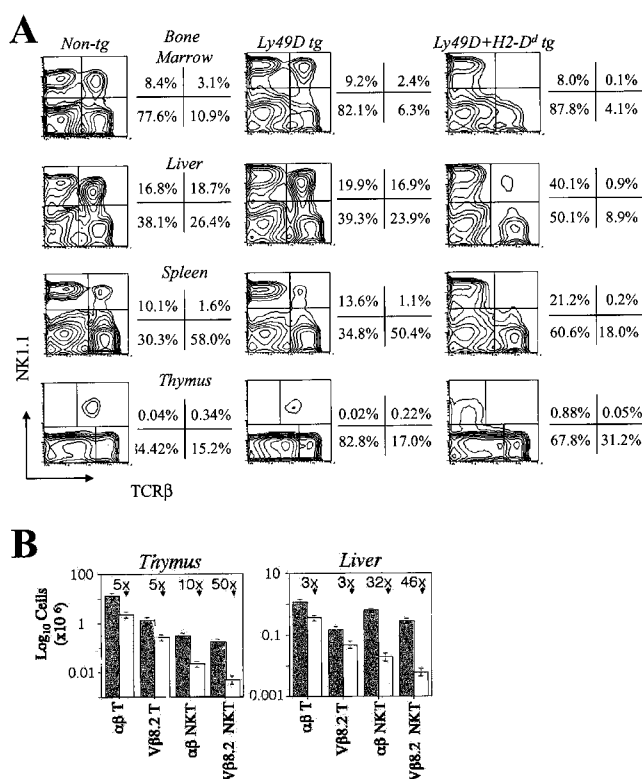 A
Non-tg
Bone Marrow
Ly49D tg
Ly49D+H2-Dᵈ tg
8.4% 3.1%
77.6% 10.9%
9.2% 2.4%
82.1% 6.3%
8.0% 0.1%
87.8% 4.1%
Liver
16.8% 18.7%
38.1% 26.4%
19.9% 16.9%
39.3% 23.9%
40.1% 0.9%
50.1% 8.9%
Spleen
10.1% 1.6%
30.3% 58.0%
13.6% 1.1%
34.8% 50.4%
21.2% 0.2%
60.6% 18.0%
Thymus
0.04% 0.34%
34.42% 15.2%
0.02% 0.22%
82.8% 17.0%
0.88% 0.05%
67.8% 31.2%
NK1.1
TCRβ
B
Thymus
Liver
5x 5x 10x 50x
3x 3x 32x 46x
Log₁₀ Cells
(x10⁻⁶)
100
1
0.01
10
0.1
0.001
αβ T
Vβ8.2 T
αβ NKT
Vβ8.2 NKT
αβ T
Vβ8.2 T
αβ NKT
Vβ8.2 NKT